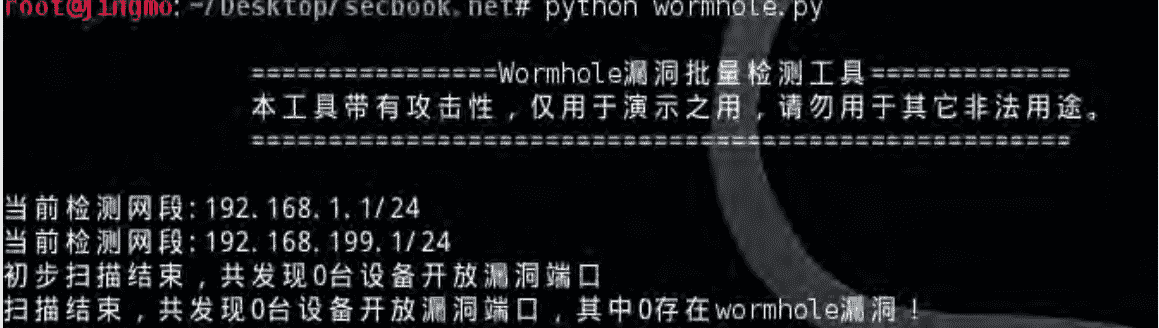 root@jingmo:~/Desktop/secbook.net# python wormhole.py
================Wormhole漏洞批量检测工具=============
本工具带有攻击性，仅用于演示之用，请勿用于其它非法用途。
=====================================================
当前检测网段:192.168.1.1/24
当前检测网段:192.168.199.1/24
初步扫描结束，共发现0台设备开放漏洞端口
扫描结束，共发现0台设备开放漏洞端口，其中0存在wormhole漏洞！